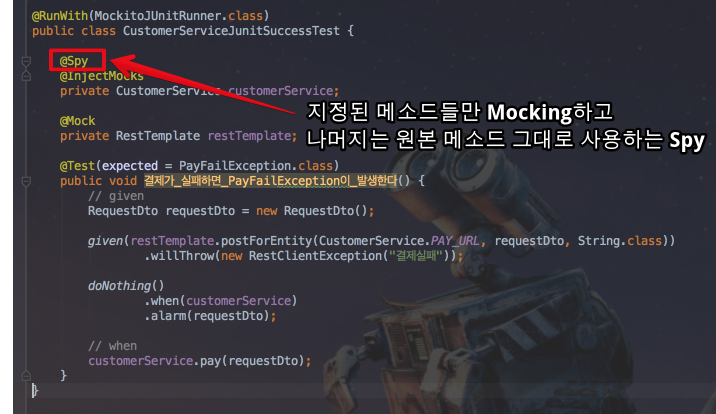 @RunWith(MockitoJUnitRunner.class)
public class CustomerServiceJunitSuccessTest {
@Spy
@InjectMocks
private CustomerService customerService;
지정된 메소드들만 Mocking하고
나머지는 원본 메소드 그대로 사용하는 Spy
@Mock
private RestTemplate restTemplate;
@Test(expected = PayFailException.class)
public void 결제가_실패하면_PayFailException이_발생한다() {
// given
RequestDto requestDto = new RequestDto();
given(restTemplate.postForEntity(CustomerService.PAY_URL, requestDto, String.class))
.willThrow(new RestClientException("결제실패"));
doNothing()
.when(customerService)
.alarm(requestDto);
// when
customerService.pay(requestDto);
}
}